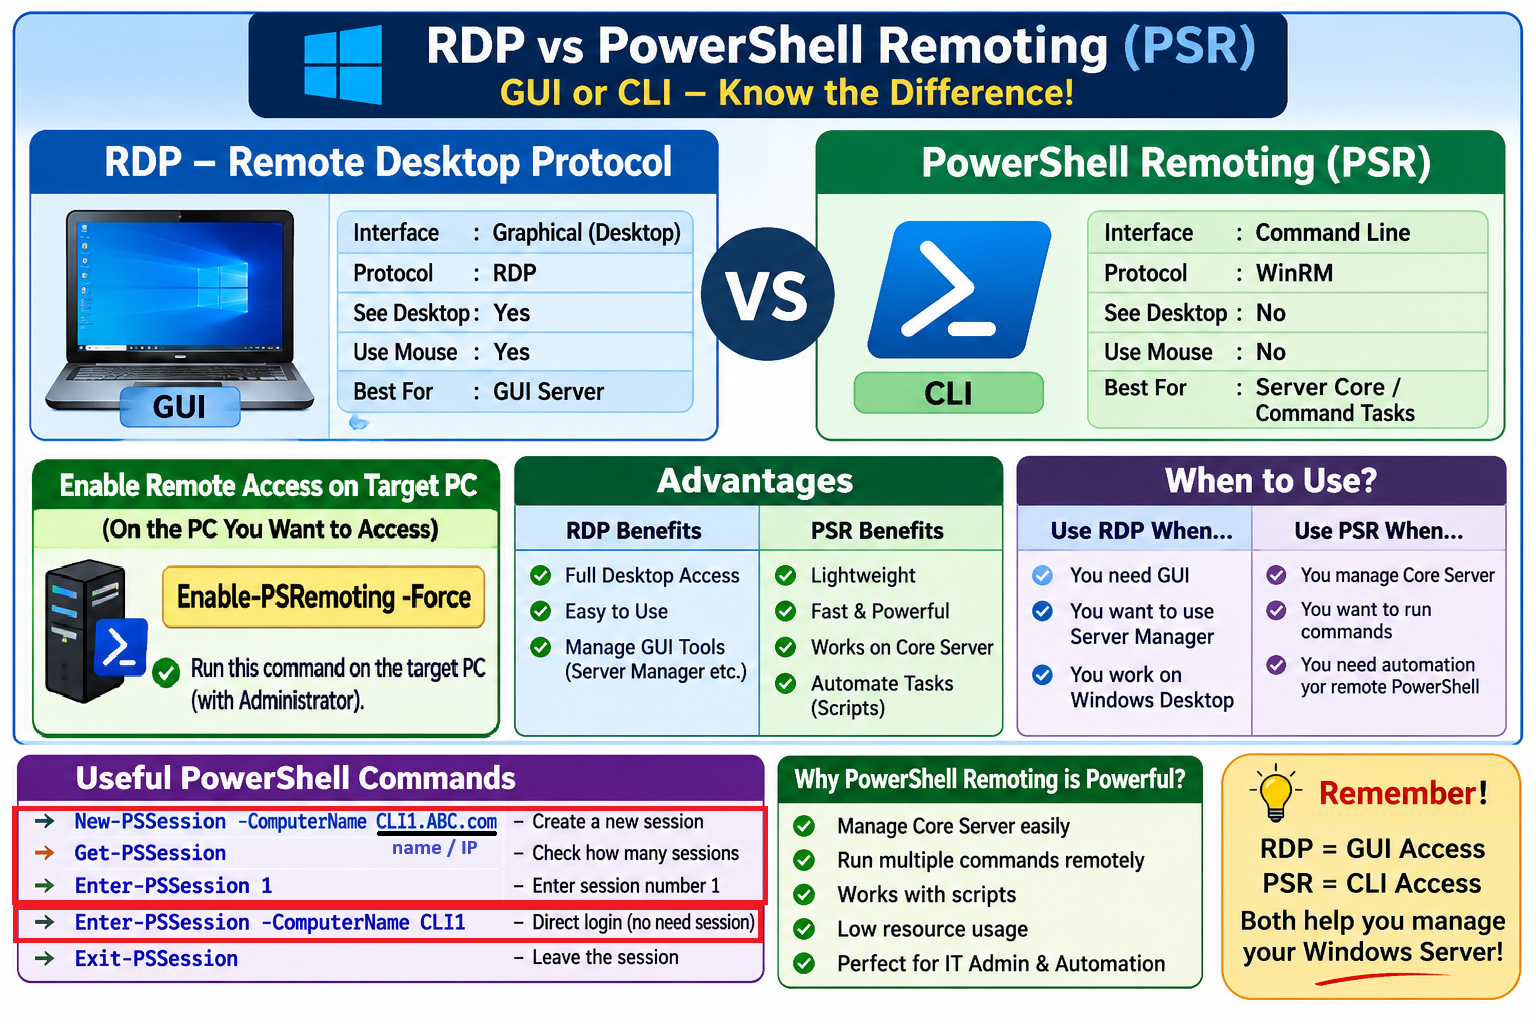 RDP vs PowerShell Remoting (PSR)
GUI or CLI – Know the Difference!
RDP – Remote Desktop Protocol
Interface : Graphical (Desktop)
Protocol : RDP
See Desktop : Yes
Use Mouse : Yes
Best For : GUI Server
GUI
VS
PowerShell Remoting (PSR)
Interface : Command Line
Protocol : WinRM
See Desktop : No
Use Mouse : No
Best For : Server Core /
Command Tasks
CLI
Enable Remote Access on Target PC
(On the PC You Want to Access)
Enable-PSRemoting -Force
Run this command on the target PC
(with Administrator).
Advantages
RDP Benefits
Full Desktop Access
Easy to Use
Manage GUI Tools
(Server Manager etc.)
PSR Benefits
Lightweight
Fast & Powerful
Works on Core Server
Automate Tasks
(Scripts)
When to Use?
Use RDP When...
You need GUI
You want to use
Server Manager
You work on
Windows Desktop
Use PSR When...
You manage Core Server
You want to run
commands
You need automation
yor remote PowerShell
Useful PowerShell Commands
→ New-PSSession -ComputerName CLI1.ABC.com – Create a new session
name / IP
→ Get-PSSession – Check how many sessions
→ Enter-PSSession 1 – Enter session number 1
→ Enter-PSSession -ComputerName CLI1 – Direct login (no need session)
→ Exit-PSSession – Leave the session
Why PowerShell Remoting is Powerful?
Manage Core Server easily
Run multiple commands remotely
Works with scripts
Low resource usage
Perfect for IT Admin & Automation
Remember!
RDP = GUI Access
PSR = CLI Access
Both help you manage
your Windows Server!